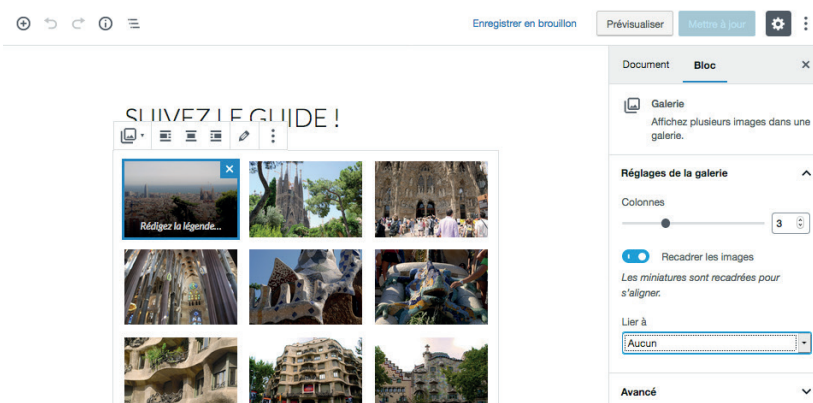 Enregistrer en brouillon
Prévisualiser
Mettre à jour
Document
Bloc
SUIVEZ LE GUIDE !
Rédigez la légende...
Galerie
Affichez plusieurs images dans une
galerie.
Réglages de la galerie
Colonnes
3
Recadrer les images
Les miniatures sont recadrées pour
s'aligner.
Lier à
Aucun
Avancé